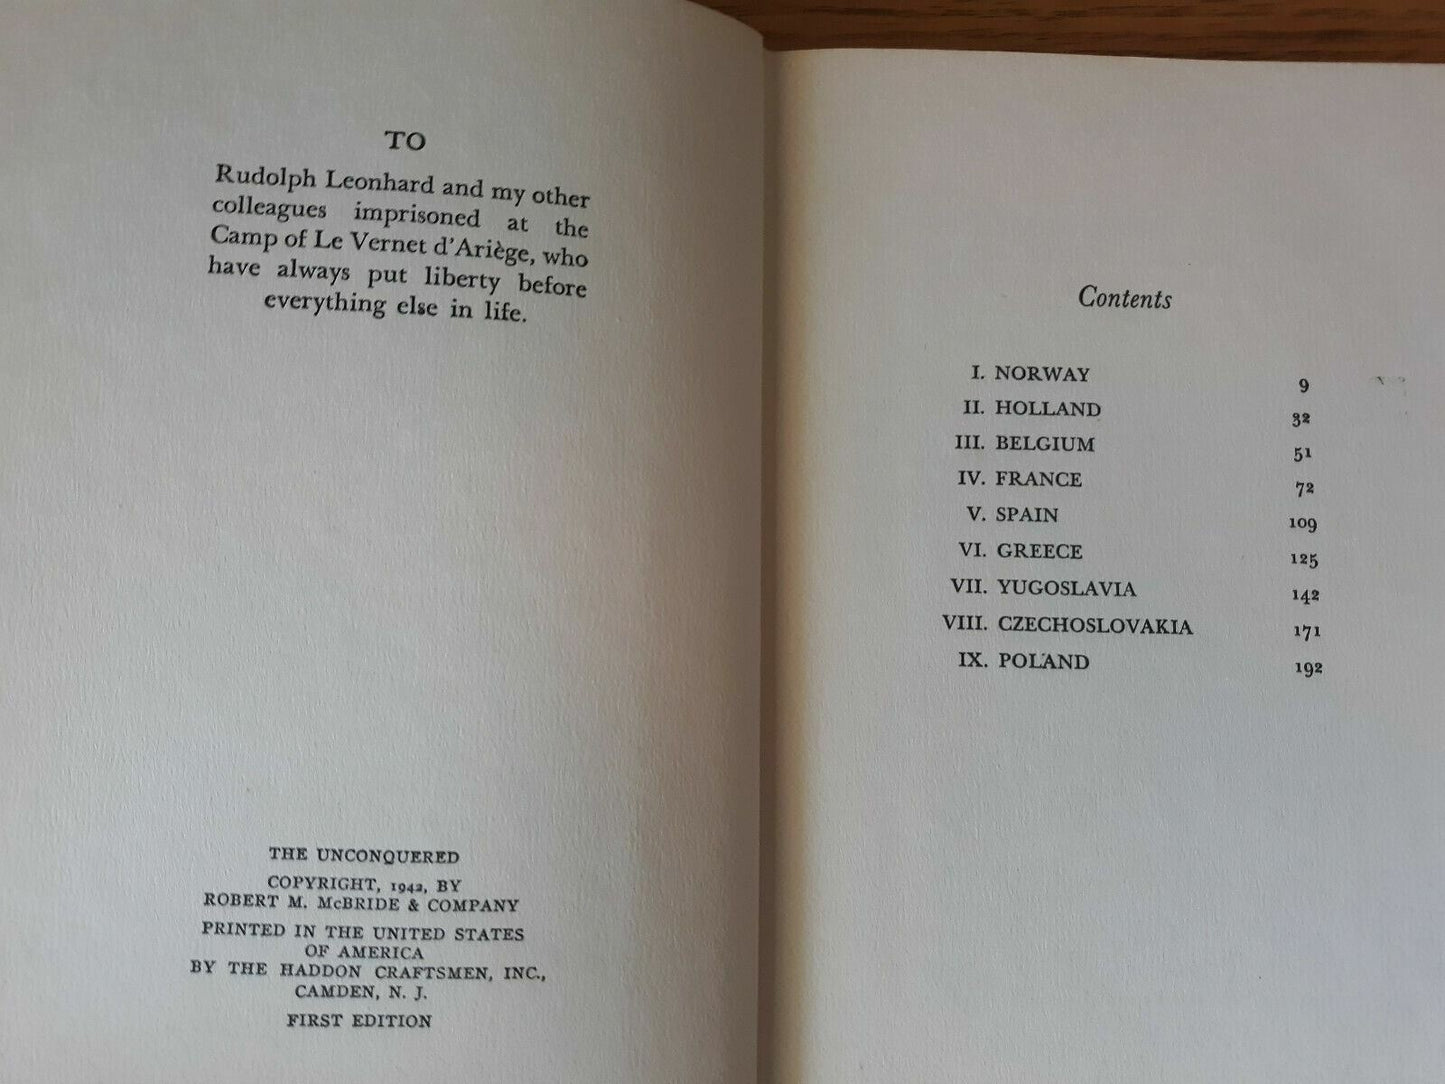 TO
Rudolph Leonhard and my other
colleagues imprisoned at the
Camp of Le Vernet d'Ariège, who
have always put liberty before
everything else in life.
THE UNCONQUERED
COPYRIGHT, 1942, BY
ROBERT M. McBRIDE & COMPANY
PRINTED IN THE UNITED STATES
OF AMERICA
BY THE HADDON CRAFTSMEN, INC.,
CAMDEN, N. J.
FIRST EDITION
Contents
I. NORWAY 9
II. HOLLAND 32
III. BELGIUM 51
IV. FRANCE 72
V. SPAIN 109
VI. GREECE 125
VII. YUGOSLAVIA 142
VIII. CZECHOSLOVAKIA 171
IX. POLAND 192